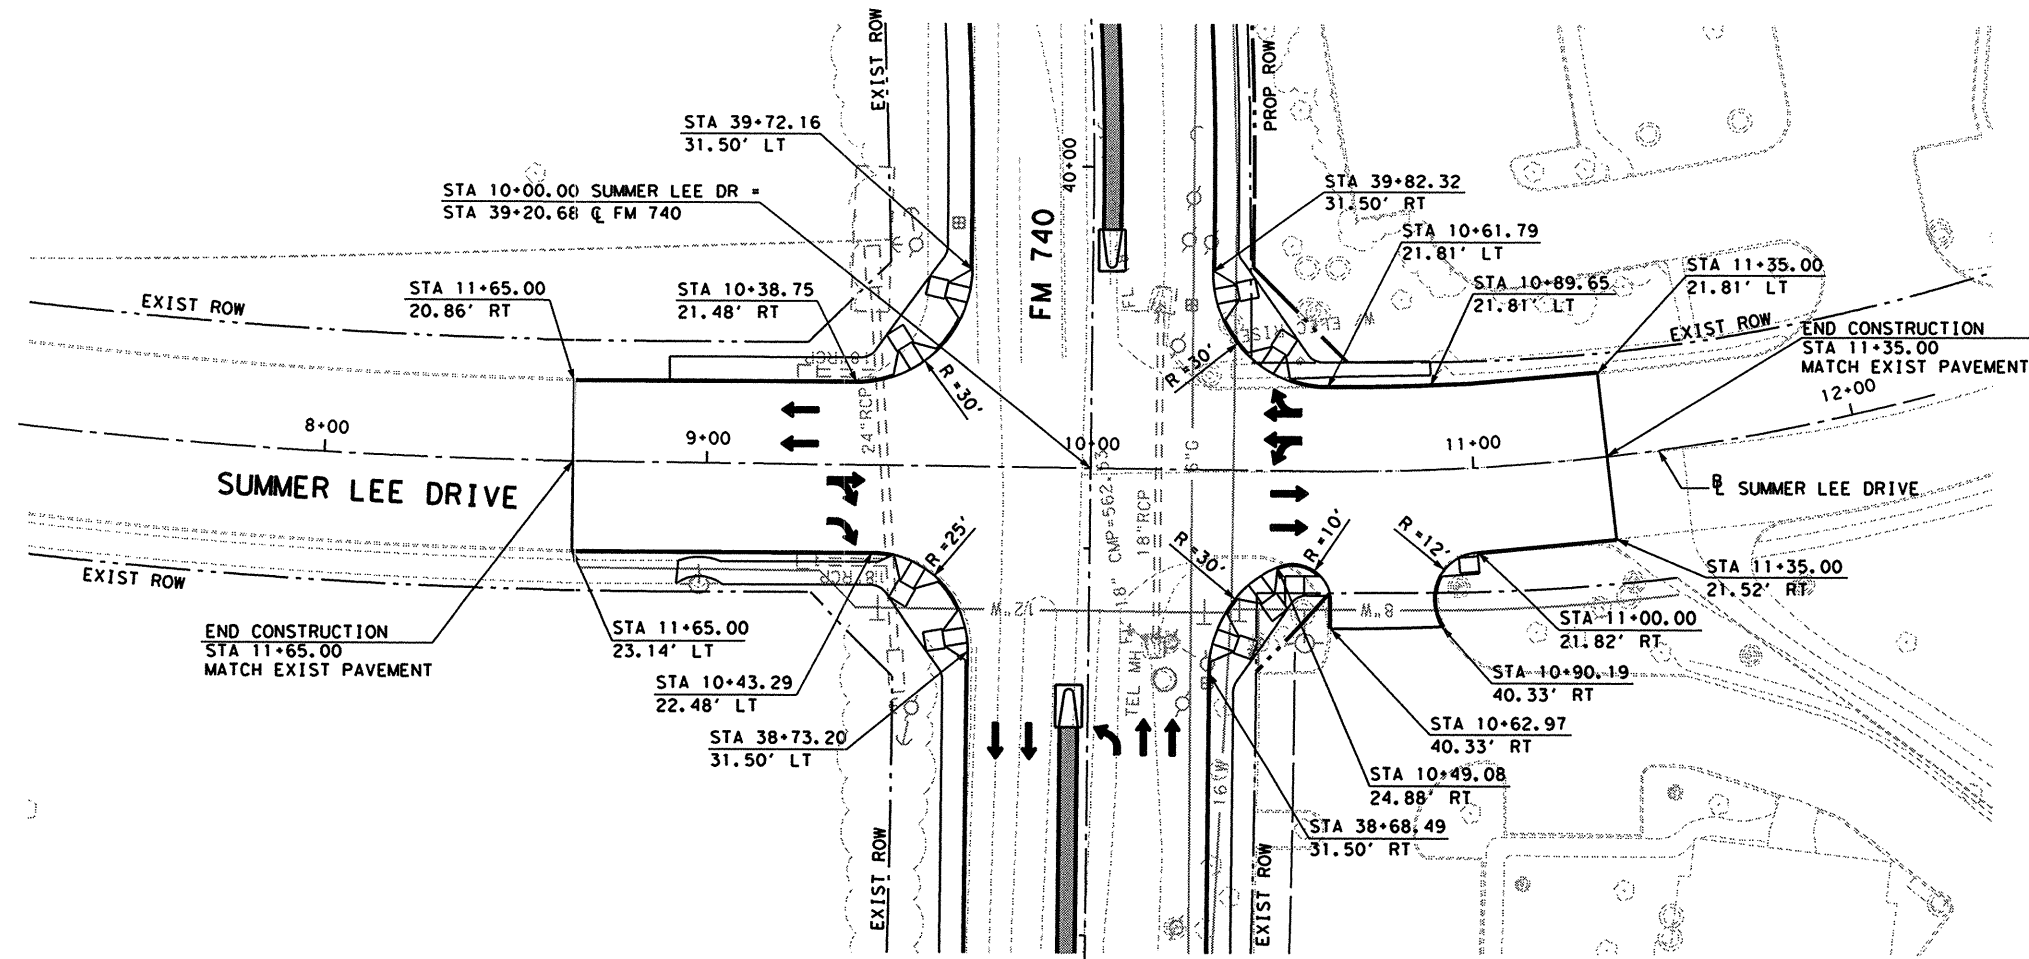 EXIST ROW
PROP ROW
STA 39+72.16
31.50' LT
40+00
STA 10+00.00 SUMMER LEE DR =
STA 39+20.68 ℄ FM 740
FM 740
STA 39+82.32
31.50' RT
STA 10+61.79
21.81' LT
STA 10+89.65
21.81' LT
STA 11+35.00
21.81' LT
EXIST ROW
STA 11+65.00
20.86' RT
STA 10+38.75
21.48' RT
EXIST ROW
END CONSTRUCTION
STA 11+35.00
MATCH EXIST PAVEMENT
R=30'
R=30'
12+00
8+00
9+00
10+00
11+00
24"RCP
6"G
SUMMER LEE DRIVE
SUMMER LEE DRIVE
18" CMP=562+53
18"RCP
R=25'
R=30'
R=10'
R=12'
EXIST ROW
STA 11+35.00
21.52' RT
12"W
8"W
STA 11+00.00
21.82' RT
END CONSTRUCTION
STA 11+65.00
MATCH EXIST PAVEMENT
STA 11+65.00
23.14' LT
STA 10+43.29
22.48' LT
STA 38+73.20
31.50' LT
TEL MH
STA 10+90.19
40.33' RT
STA 10+62.97
40.33' RT
STA 10+49.08
24.88' RT
STA 38+68.49
31.50' RT
16"W
EXIST ROW
EXIST ROW